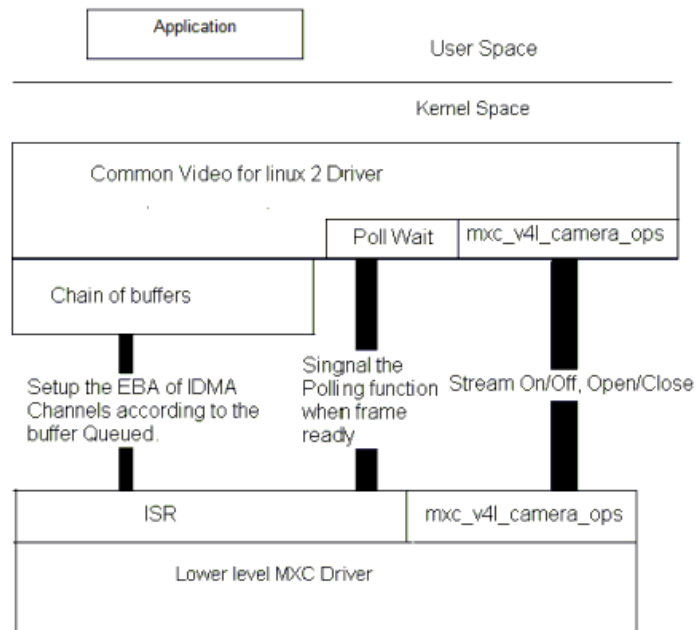 Application
User Space
Kernel Space
Common Video for linux 2 Driver
Poll Wait
mxc_v4l_camera_ops
Chain of buffers
Setup the EBA of IDMA
Channels according to the
buffer Queued.
Singnal the
Polling function
when frame
ready
Stream On/Off, Open/Close
ISR
mxc_v4l_camera_ops
Lower level MXC Driver